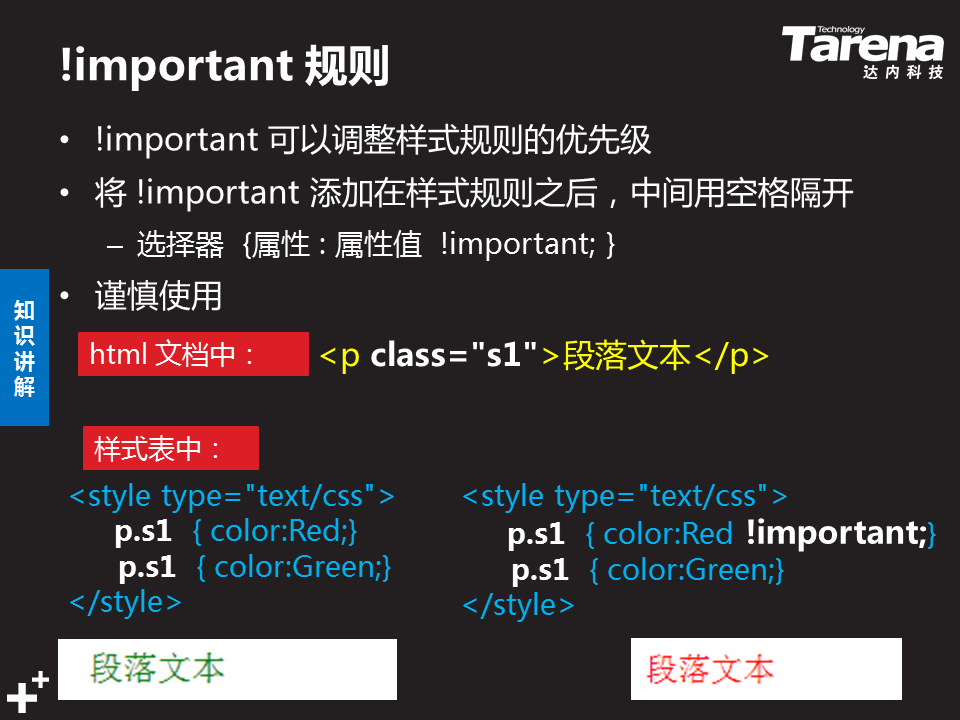 !important 规则
Technology
Tarena
达内科技
• !important 可以调整样式规则的优先级
• 将 !important 添加在样式规则之后，中间用空格隔开
– 选择器 {属性 : 属性值 !important; }
• 谨慎使用
知识讲解
html 文档中： <p class="s1">段落文本</p>
样式表中：
<style type="text/css">
p.s1 { color:Red;}
p.s1 { color:Green;}
</style>
<style type="text/css">
p.s1 { color:Red !important;}
p.s1 { color:Green;}
</style>
段落文本
段落文本